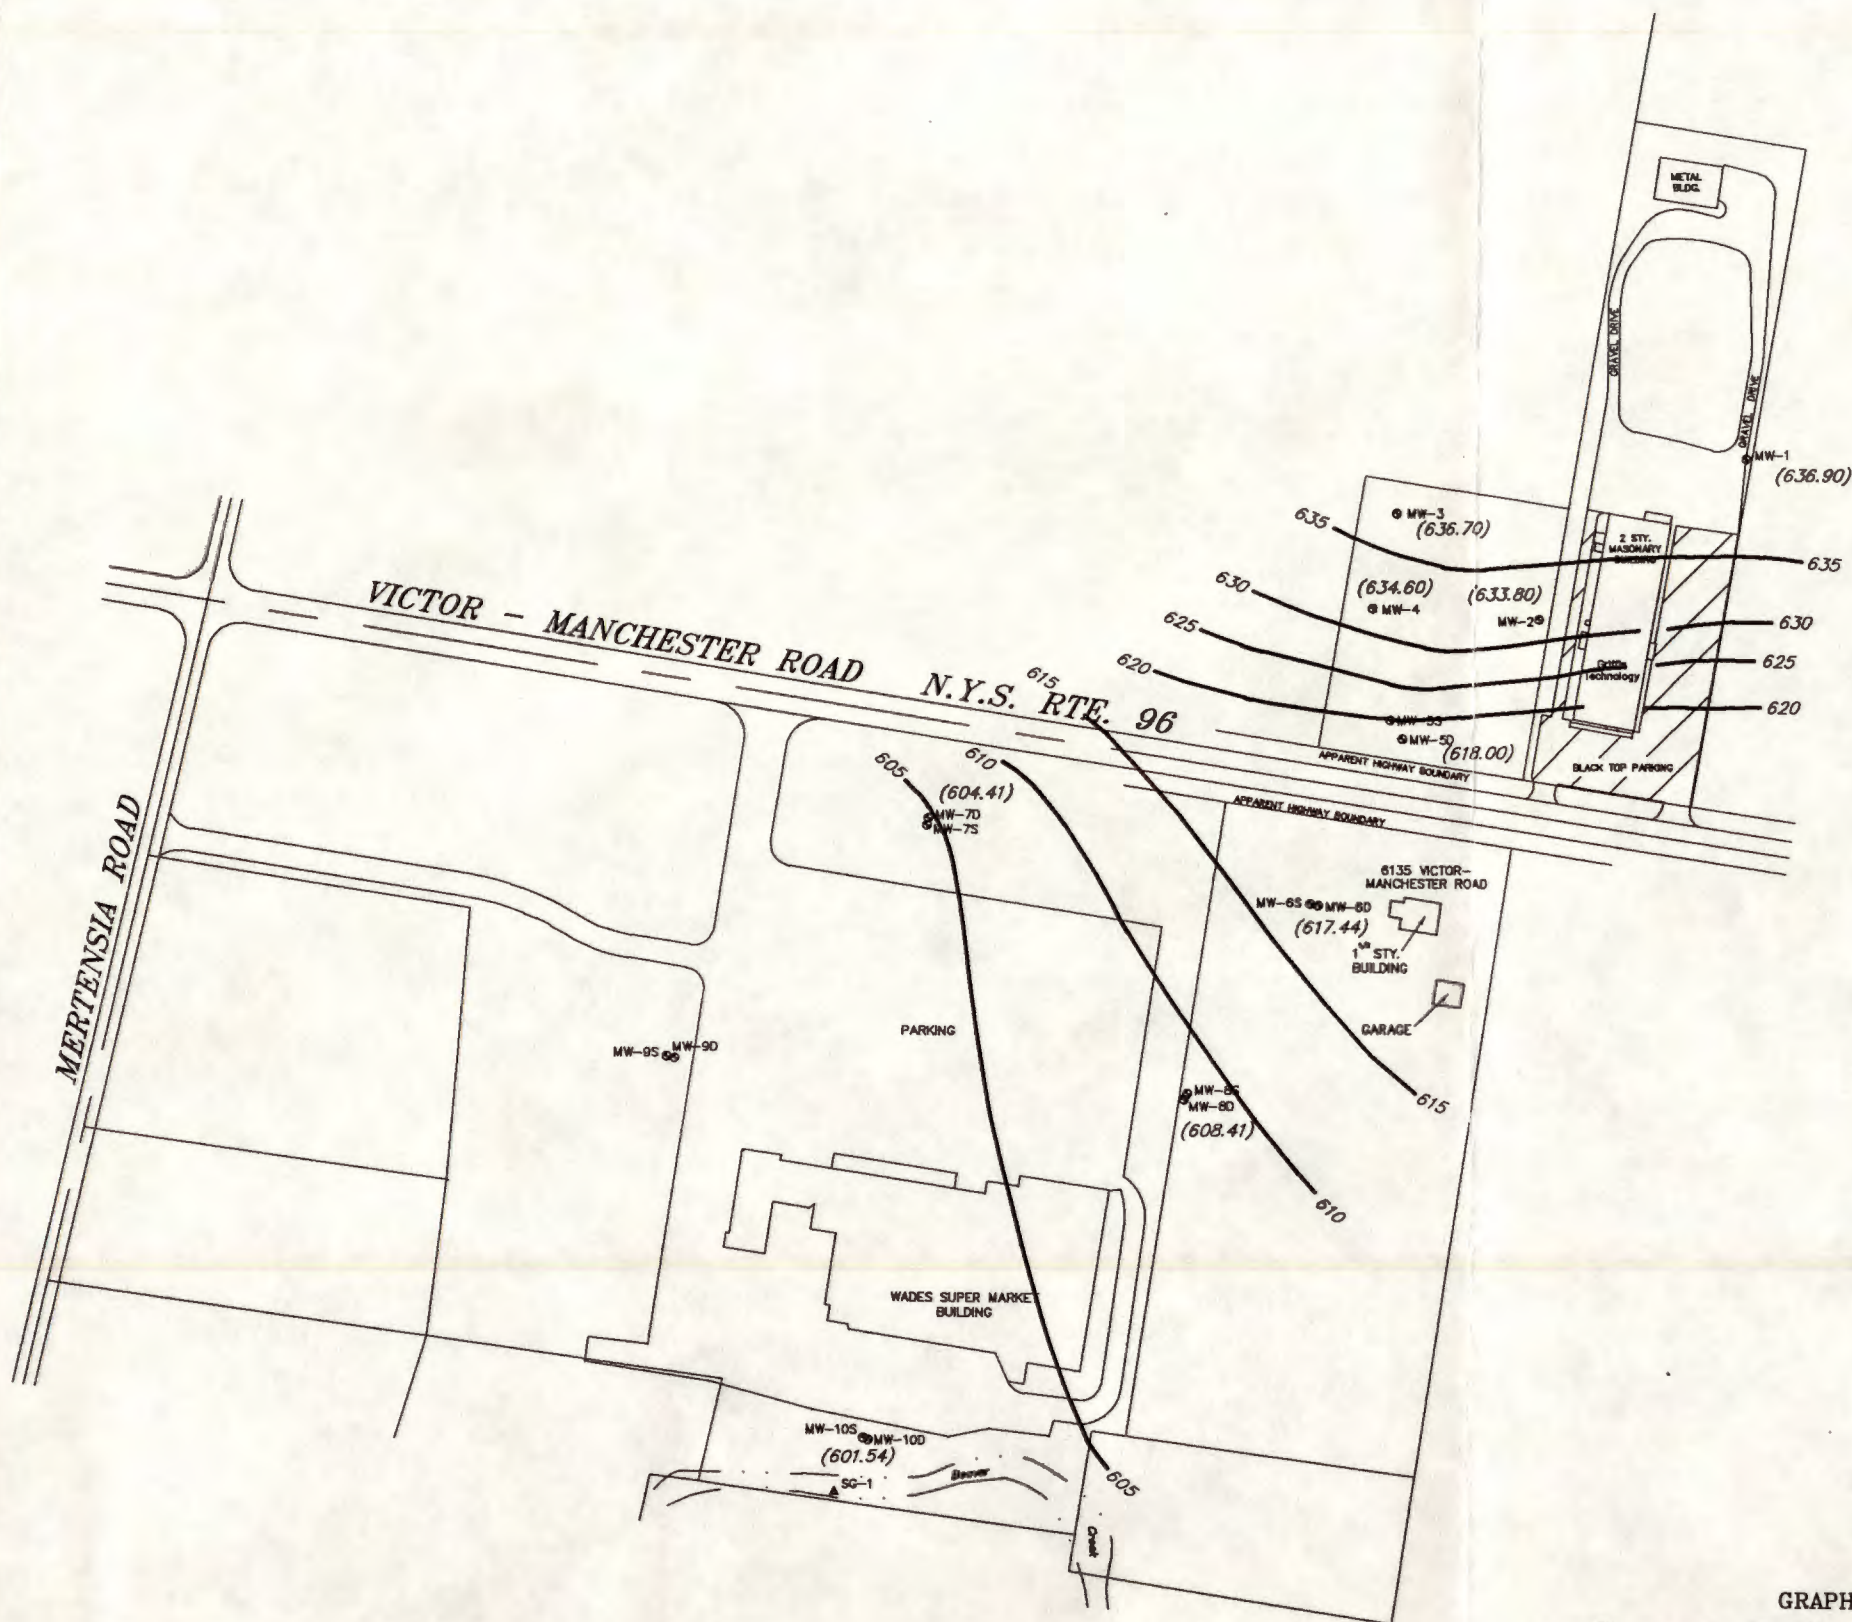 METAL
BLDG.
GRAVEL DRIVE
GRAVEL DRIVE
MW-1
(636.90)
635
MW-3
(636.70)
2 STY.
MASONARY
BUILDING
635
630
(634.60)
MW-4
(633.80)
MW-2
630
625
625
620
Technology
620
615
MW-5S
MW-5D
(618.00)
APPARENT HIGHWAY BOUNDARY
BLACK TOP PARKING
APPARENT HIGHWAY BOUNDARY
VICTOR - MANCHESTER ROAD N.Y.S. RTE. 96
MERTENSIA ROAD
605
610
(604.41)
MW-7D
MW-7S
6135 VICTOR-
MANCHESTER ROAD
MW-6S
MW-6D
(617.44)
STY.
BUILDING
GARAGE
PARKING
MW-9S
MW-9D
MW-8S
MW-8D
(608.41)
615
610
WADES SUPER MARKET
BUILDING
MW-10S
MW-10D
(601.54)
SG-1
Beaver
605
Creek
GRAPH